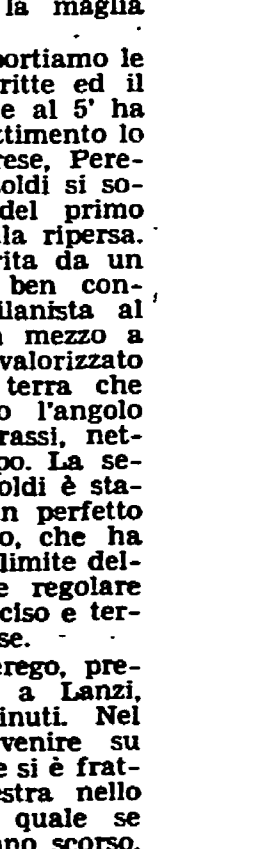 la maglia
portiamo le
ritte ed il
e al 5' ha
ttimento lo
rese, Pere-
oldi si so-
del primo
la ripersa.
rita da un
ben con-
ilanista al
mezzo a
valorizzato
terra che
o l'angolo
rassi, net-
po. La se-
oldi è sta-
n perfetto
o, che ha
limite del-
e regolare
ciso e ter-
se.
erego, pre-
a Lanzi,
inuti. Nel
venire su
e si è frat-
estra nello
quale se
nno scorso.